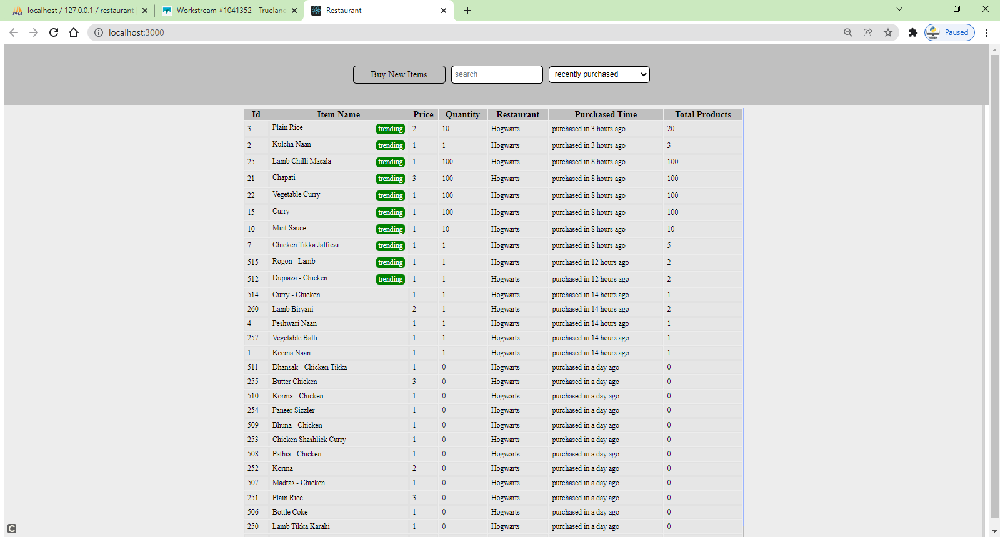 localhost / 127.0.0.1 / restaurant
Workstream #1041352 - Truelanc
Restaurant
localhost:3000
Paused
Buy New Items
search
recently purchased
Id Item Name Price Quantity Restaurant Purchased Time Total Products
3 Plain Rice trending 2 10 Hogwarts purchased in 3 hours ago 20
2 Kulcha Naan trending 1 1 Hogwarts purchased in 3 hours ago 3
25 Lamb Chilli Masala trending 1 100 Hogwarts purchased in 8 hours ago 100
21 Chapati trending 3 100 Hogwarts purchased in 8 hours ago 100
22 Vegetable Curry trending 1 100 Hogwarts purchased in 8 hours ago 100
15 Curry trending 1 100 Hogwarts purchased in 8 hours ago 100
10 Mint Sauce trending 1 10 Hogwarts purchased in 8 hours ago 10
7 Chicken Tikka Jalfrezi trending 1 1 Hogwarts purchased in 8 hours ago 5
515 Rogon - Lamb trending 1 1 Hogwarts purchased in 12 hours ago 2
512 Dupiaza - Chicken trending 1 1 Hogwarts purchased in 12 hours ago 2
514 Curry - Chicken 1 1 Hogwarts purchased in 14 hours ago 1
260 Lamb Biryani 2 1 Hogwarts purchased in 14 hours ago 2
4 Peshwari Naan 1 1 Hogwarts purchased in 14 hours ago 1
257 Vegetable Balti 1 1 Hogwarts purchased in 14 hours ago 1
1 Keema Naan 1 1 Hogwarts purchased in 14 hours ago 1
511 Dhansak - Chicken Tikka 1 0 Hogwarts purchased in a day ago 0
255 Butter Chicken 3 0 Hogwarts purchased in a day ago 0
510 Korma - Chicken 1 0 Hogwarts purchased in a day ago 0
254 Paneer Sizzler 1 0 Hogwarts purchased in a day ago 0
509 Bhuna - Chicken 1 0 Hogwarts purchased in a day ago 0
253 Chicken Shashlick Curry 1 0 Hogwarts purchased in a day ago 0
508 Pathia - Chicken 1 0 Hogwarts purchased in a day ago 0
252 Korma 2 0 Hogwarts purchased in a day ago 0
507 Madras - Chicken 1 0 Hogwarts purchased in a day ago 0
251 Plain Rice 3 0 Hogwarts purchased in a day ago 0
506 Bottle Coke 1 0 Hogwarts purchased in a day ago 0
250 Lamb Tikka Karahi 1 0 Hogwarts purchased in a day ago 0